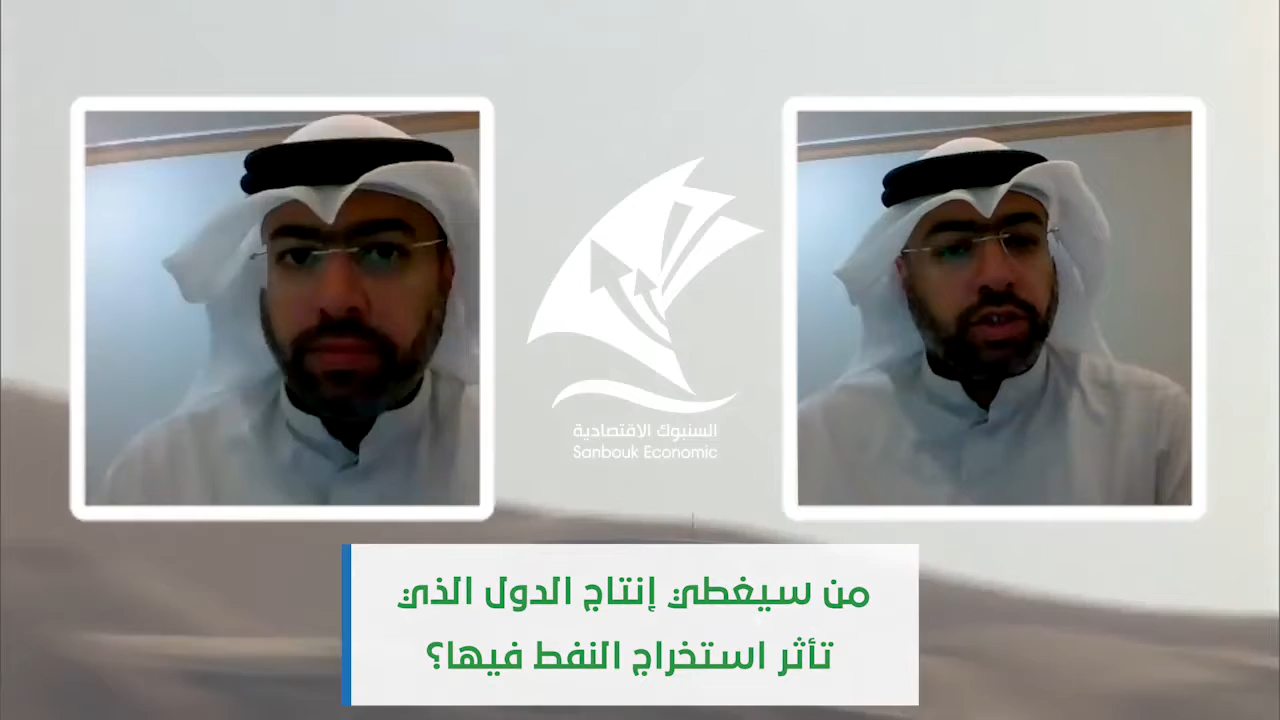 السنبوك الاقتصادية
Sanbouk Economic
من سيغطي إنتاج الدول الذي
تأثر استخراج النفط فيها؟